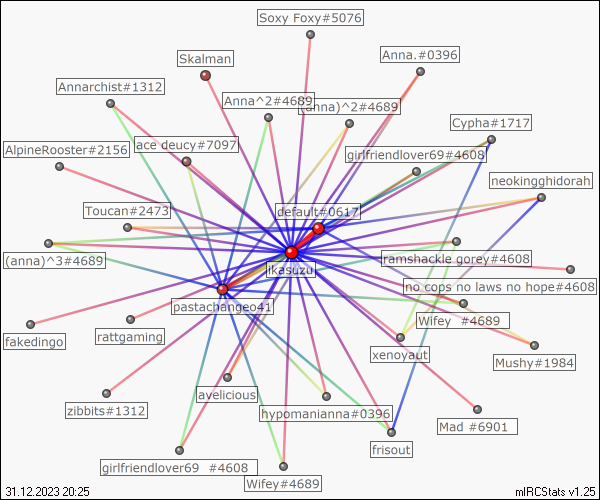 Soxy Foxy#5076
Anna.#0396
Skalman
Annarchist#1312
Anna^2#4689
(anna)^2#4689
Cypha#1717
AlpineRooster#2156
ace deucy#7097
girlfriendlover69#4608
neokingghidorah
Toucan#2473
default#0617
(anna)^3#4689
ikasuzu
ramshackle gorey#4608
no cops no laws no hope#4608
pastachangeo41
Wifey #4689
fakedingo
rattgaming
xenoyaut
Mushy#1984
avelicious
zibbits#1312
hypomanianna#0396
Mad #6901
frisout
girlfriendlover69 #4608
Wifey#4689
31.12.2023 20:25
mIRCStats v1.25